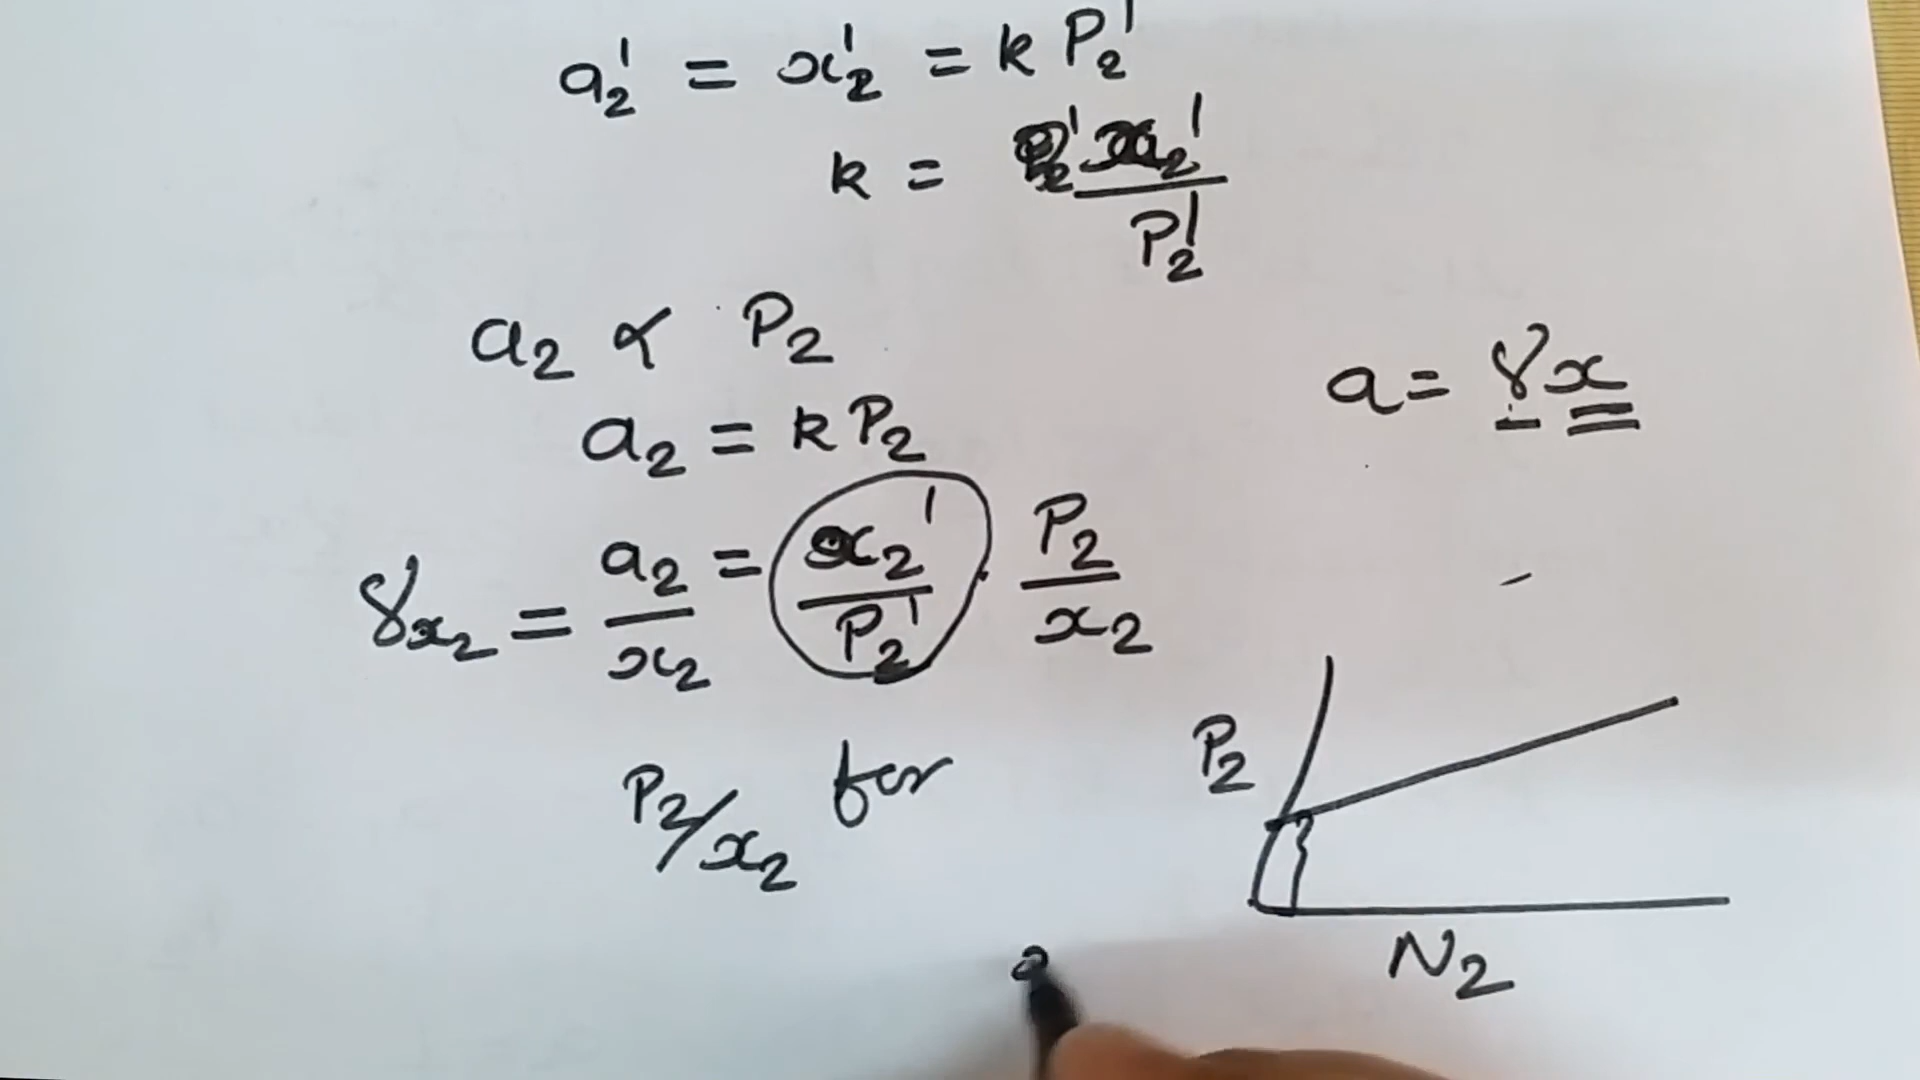 a₂' = x₂' = k P₂'
k = x₂' / P₂'
a₂ ∝ P₂
a = γx
a₂ = k P₂
γx₂ = a₂/x₂ = x₂'/P₂' · P₂/x₂
P₂/x₂ for
P₂
N₂